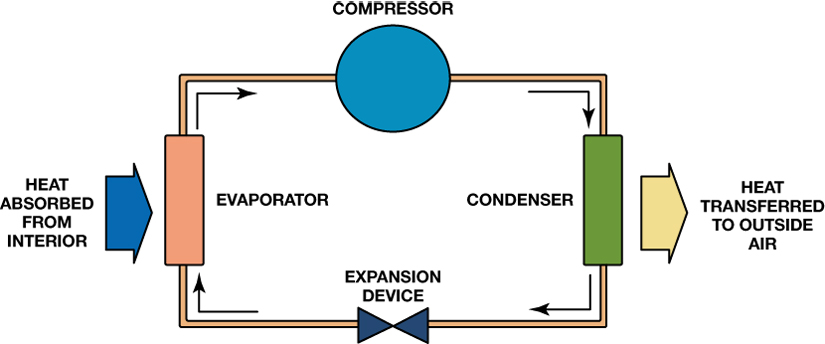 COMPRESSOR
HEAT
ABSORBED
FROM
INTERIOR
EVAPORATOR
CONDENSER
HEAT
TRANSFERRED
TO OUTSIDE
AIR
EXPANSION
DEVICE